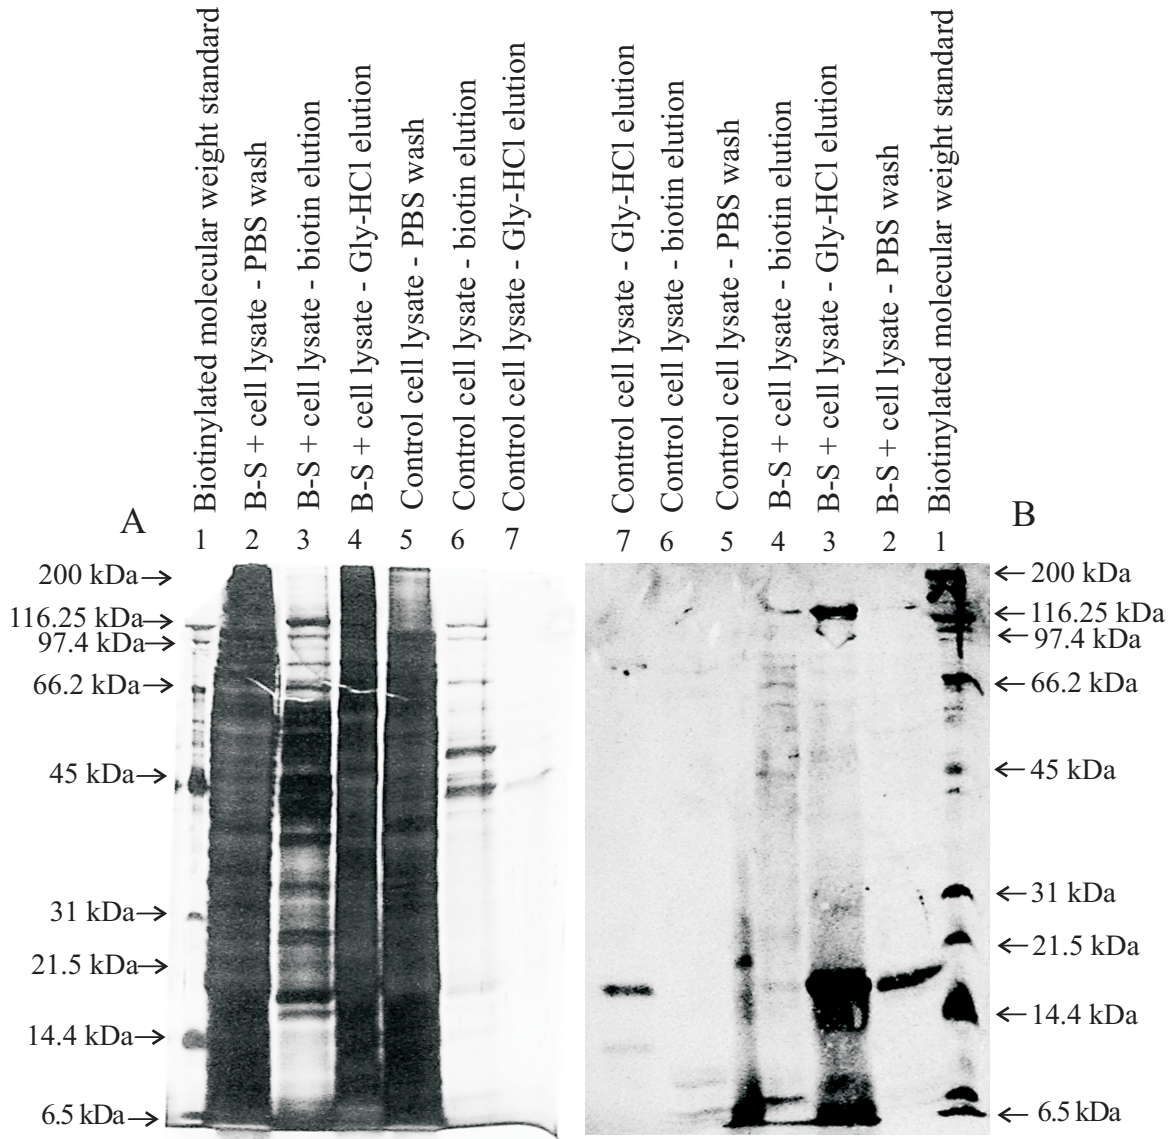 Biotinylated molecular weight standard
B-S + cell lysate - PBS wash
B-S + cell lysate - biotin elution
B-S + cell lysate - Gly-HCl elution
Control cell lysate - PBS wash
Control cell lysate - biotin elution
Control cell lysate - Gly-HCl elution
A
1 2 3 4 5 6 7
200 kDa
116.25 kDa
97.4 kDa
66.2 kDa
45 kDa
31 kDa
21.5 kDa
14.4 kDa
6.5 kDa
Control cell lysate - Gly-HCl elution
Control cell lysate - biotin elution
Control cell lysate - PBS wash
B-S + cell lysate - biotin elution
B-S + cell lysate - Gly-HCl elution
B-S + cell lysate - PBS wash
Biotinylated molecular weight standard
B
7 6 5 4 3 2 1
200 kDa
116.25 kDa
97.4 kDa
66.2 kDa
45 kDa
31 kDa
21.5 kDa
14.4 kDa
6.5 kDa